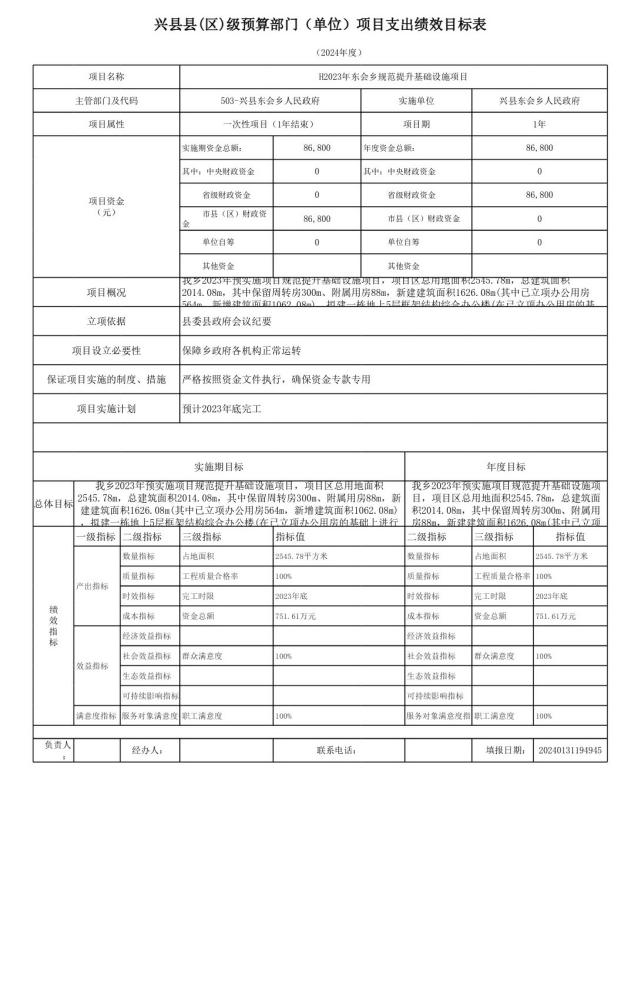 兴县县(区)级预算部门（单位）项目支出绩效目标表
（2024年度）
项目名称 H2023年东会乡规范提升基础设施项目
主管部门及代码 503-兴县东会乡人民政府 实施单位 兴县东会乡人民政府
项目属性 一次性项目（1年结束） 项目期 1年
项目资金
（元）
实施期资金总额: 86,800 年度资金总额: 86,800
其中: 中央财政资金 0 其中: 中央财政资金 0
省级财政资金 0 省级财政资金 86,800
市县（区）财政资金 86,800 市县（区）财政资金 0
单位自筹 0 单位自筹 0
其他资金 其他资金
项目概况
我乡2023年预实施项目规范提升基础设施项目，项目区总用地面积2545.78m，总建筑面积
2014.08m，其中保留周转房300m、附属用房88m，新建建筑面积1626.08m(其中已立项办公用房
564m，新增建筑面积1062.08m)，拟建一栋地上5层框架结构综合办公楼(在已立项办公用房的基
立项依据 县委县政府会议纪要
项目设立必要性 保障乡政府各机构正常运转
保证项目实施的制度、措施 严格按照资金文件执行，确保资金专款专用
项目实施计划 预计2023年底完工
实施期目标 年度目标
总体目标
我乡2023年预实施项目规范提升基础设施项目，项目区总用地面积
2545.78m，总建筑面积2014.08m，其中保留周转房300m、附属用房88m，新
建建筑面积1626.08m(其中已立项办公用房564m，新增建筑面积1062.08m)
，拟建一栋地上5层框架结构综合办公楼(在已立项办公用房的基础上进行
我乡2023年预实施项目规范提升基础设施项
目，项目区总用地面积2545.78m，总建筑面
积2014.08m，其中保留周转房300m、附属用
房88m，新建建筑面积1626.08m(其中已立项
绩效指标
一级指标 二级指标 三级指标 指标值 二级指标 三级指标 指标值
产出指标
数量指标 占地面积 2545.78平方米 数量指标 占地面积 2545.78平方米
质量指标 工程质量合格率 100% 质量指标 工程质量合格率 100%
时效指标 完工时限 2023年底 时效指标 完工时限 2023年底
成本指标 资金总额 751.61万元 成本指标 资金总额 751.61万元
效益指标
经济效益指标 经济效益指标
社会效益指标 群众满意度 100% 社会效益指标 群众满意度 100%
生态效益指标 生态效益指标
可持续影响指标 可持续影响指标
满意度指标 服务对象满意度 职工满意度 100% 服务对象满意度指 职工满意度 100%
负责人: 经办人: 联系电话: 填报日期: 20240131194945